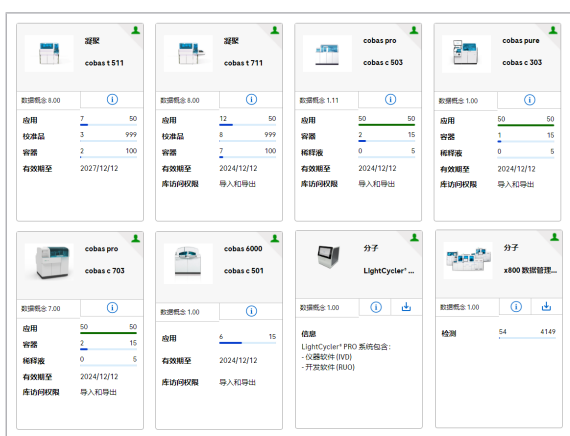 凝聚
cobas t 511
数据概念 8.00
应用 7 50
校准品 3 999
容器 2 100
有效期至 2027/12/12
凝聚
cobas t 711
数据概念 8.00
应用 12 50
校准品 8 999
容器 7 100
有效期至 2024/12/12
库访问权限 导入和导出
cobas pro
cobas c 503
数据概念 1.11
应用 50 50
容器 2 15
稀释液 0 5
有效期至 2024/12/12
库访问权限 导入和导出
cobas pure
cobas c 303
数据概念 1.00
应用 50 50
容器 1 15
稀释液 0 5
有效期至 2024/12/12
库访问权限 导入和导出
cobas pro
cobas c 703
数据概念 7.00
应用 50 50
容器 2 15
稀释液 0 5
有效期至 2024/12/12
库访问权限 导入和导出
cobas 6000
cobas c 501
数据概念 1.00
应用 6 15
有效期至 2024/12/12
库访问权限 导入和导出
分子
LightCycler® ...
数据概念 1.00
信息
LightCycler® PRO 系统包含:
- 仪器软件 (IVD)
- 开发软件 (RUO)
分子
x800 数据管理...
数据概念 1.00
检测 54 4149